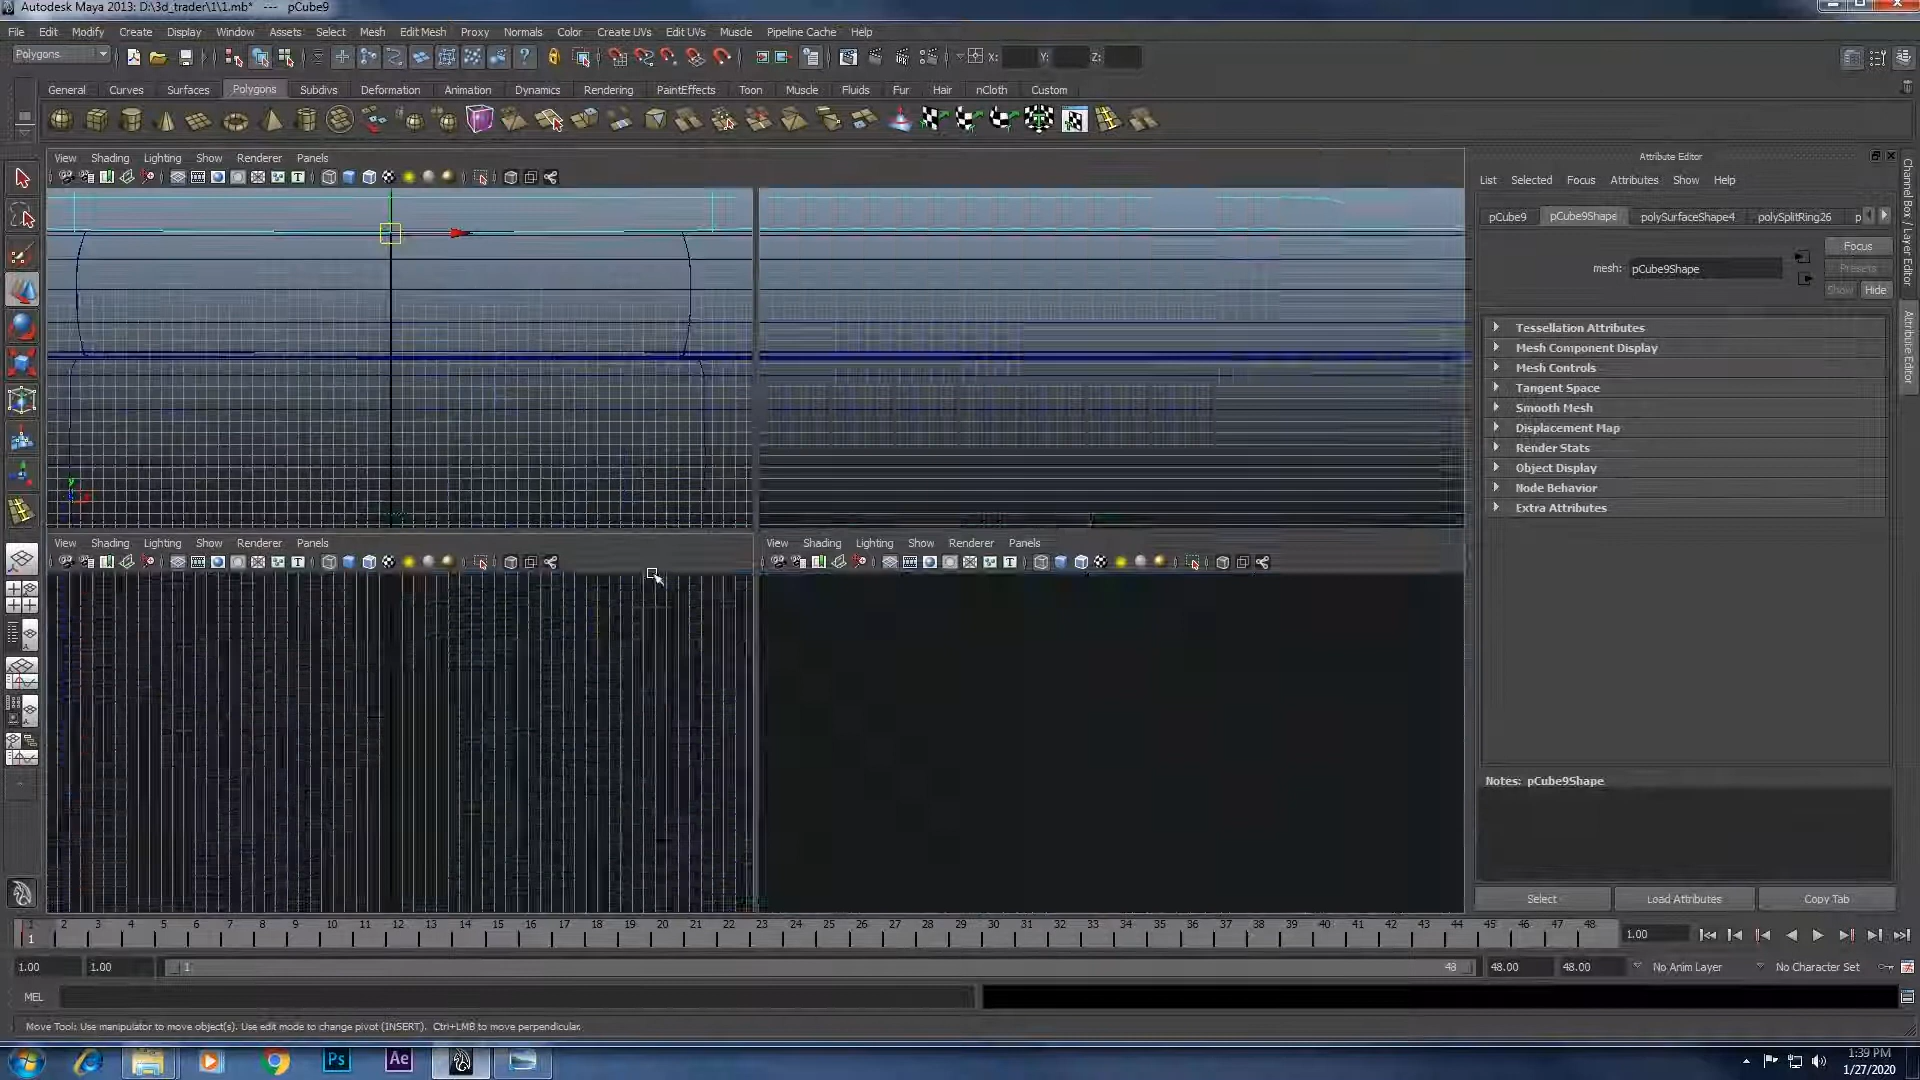 Autodesk Maya 2013: D:\3d_trader\1\1.mb* --- pCube9
File Edit Modify Create Display Window Assets Select Mesh Edit Mesh Proxy Normals Color Create UVs Edit UVs Muscle Pipeline Cache Help
Polygons
X: Y: Z:
General Curves Surfaces Polygons Subdivs Deformation Animation Dynamics Rendering PaintEffects Toon Muscle Fluids Fur Hair nCloth Custom
View Shading Lighting Show Renderer Panels
Attribute Editor
List Selected Focus Attributes Show Help
pCube9 pCube9Shape polySurfaceShape4 polySplitRing26 p
Focus
mesh: pCube9Shape
Presets
Show Hide
Tessellation Attributes
Mesh Component Display
Mesh Controls
Tangent Space
Smooth Mesh
Displacement Map
Render Stats
Object Display
Node Behavior
Extra Attributes
Channel Box / Layer Editor
Attribute Editor
y
View Shading Lighting Show Renderer Panels
View Shading Lighting Show Renderer Panels
Notes: pCube9Shape
Select Load Attributes Copy Tab
1 2 3 4 5 6 7 8 9 10 11 12 13 14 15 16 17 18 19 20 21 22 23 24 25 26 27 28 29 30 31 32 33 34 35 36 37 38 39 40 41 42 43 44 45 46 47 48
1 1.00
1.00 1.00 1 48 48.00 48.00 No Anim Layer No Character Set
MEL
Move Tool: Use manipulator to move object(s). Use edit mode to change pivot (INSERT). Ctrl+LMB to move perpendicular.
Ps Ae
1:39 PM
1/27/2020